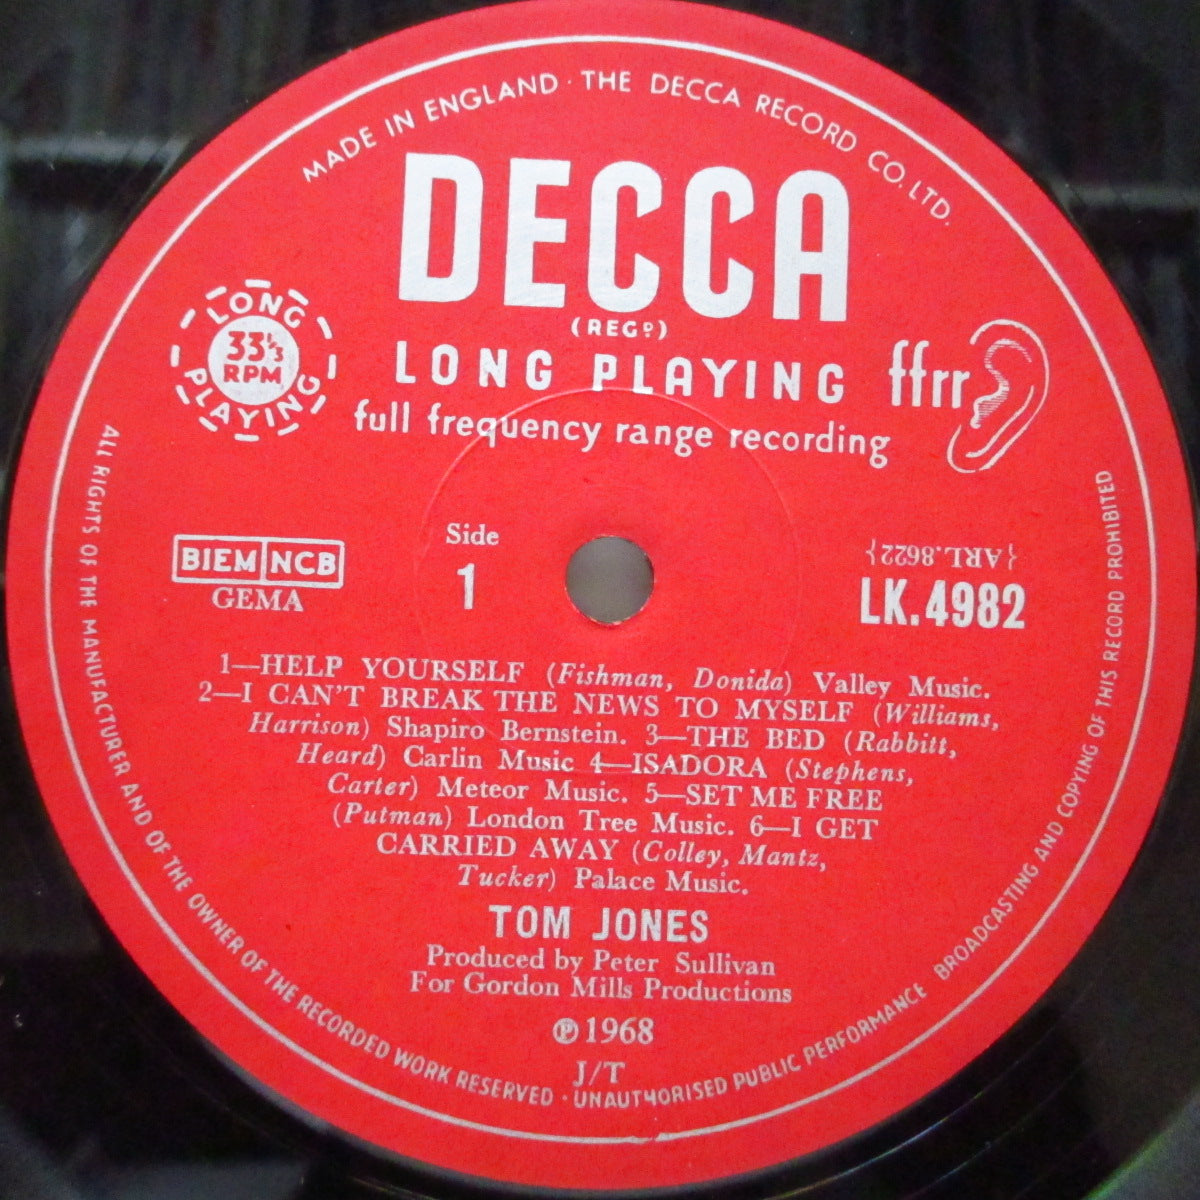 MADE IN ENGLAND · THE DECCA RECORD CO. LTD.
DECCA
(REGD)
LONG PLAYING
ffrr
full frequency range recording
LONG
33⅓
RPM
PLAYING
BIEM NCB
GEMA
Side
1
{ARL.8622}
LK.4982
1—HELP YOURSELF (Fishman, Donida) Valley Music.
2—I CAN'T BREAK THE NEWS TO MYSELF (Williams,
Harrison) Shapiro Bernstein. 3—THE BED (Rabbitt,
Heard) Carlin Music 4—ISADORA (Stephens,
Carter) Meteor Music. 5—SET ME FREE
(Putman) London Tree Music. 6—I GET
CARRIED AWAY (Colley, Mantz,
Tucker) Palace Music.
TOM JONES
Produced by Peter Sullivan
For Gordon Mills Productions
℗ 1968
J/T
ALL RIGHTS OF THE MANUFACTURER AND OF THE OWNER OF THE RECORDED WORK RESERVED · UNAUTHORISED PUBLIC PERFORMANCE BROADCASTING AND COPYING OF THIS RECORD PROHIBITED